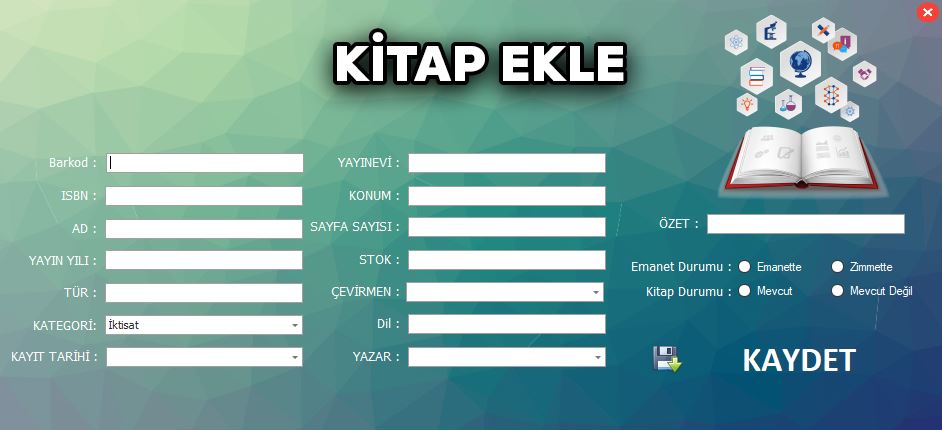 KİTAP EKLE
Barkod :
ISBN :
AD :
YAYIN YILI :
TÜR :
KATEGORİ: İktisat
KAYIT TARİHİ :
YAYINEVİ :
KONUM :
SAYFA SAYISI :
STOK :
ÇEVİRMEN :
Dil :
YAZAR :
ÖZET :
Emanet Durumu : Emanette Zimmette
Kitap Durumu : Mevcut Mevcut Değil
KAYDET